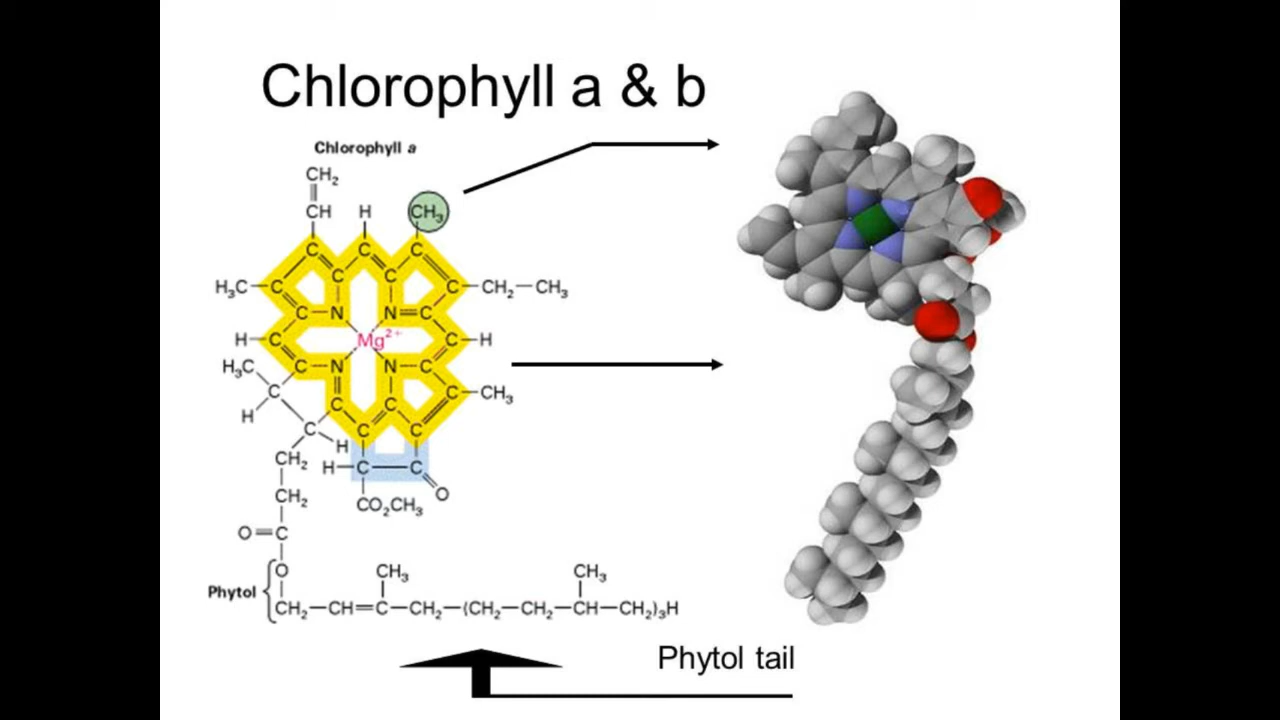 Chlorophyll a & b
Chlorophyll a
CH₂
CH H CH₃
C C C
C C
H₃C—C C—CH₂—CH₃
C N N=C
H—C Mg²⁺ C—H
H₃C C—N N—C
C C—CH₃
H C C
C C C
H
CH₂ H—C—C
O
CH₂ CO₂CH₃
O=C
O CH₃ CH₃
Phytol
CH₂—CH=C—CH₂—(CH₂—CH₂—CH—CH₂)₃H
Phytol tail